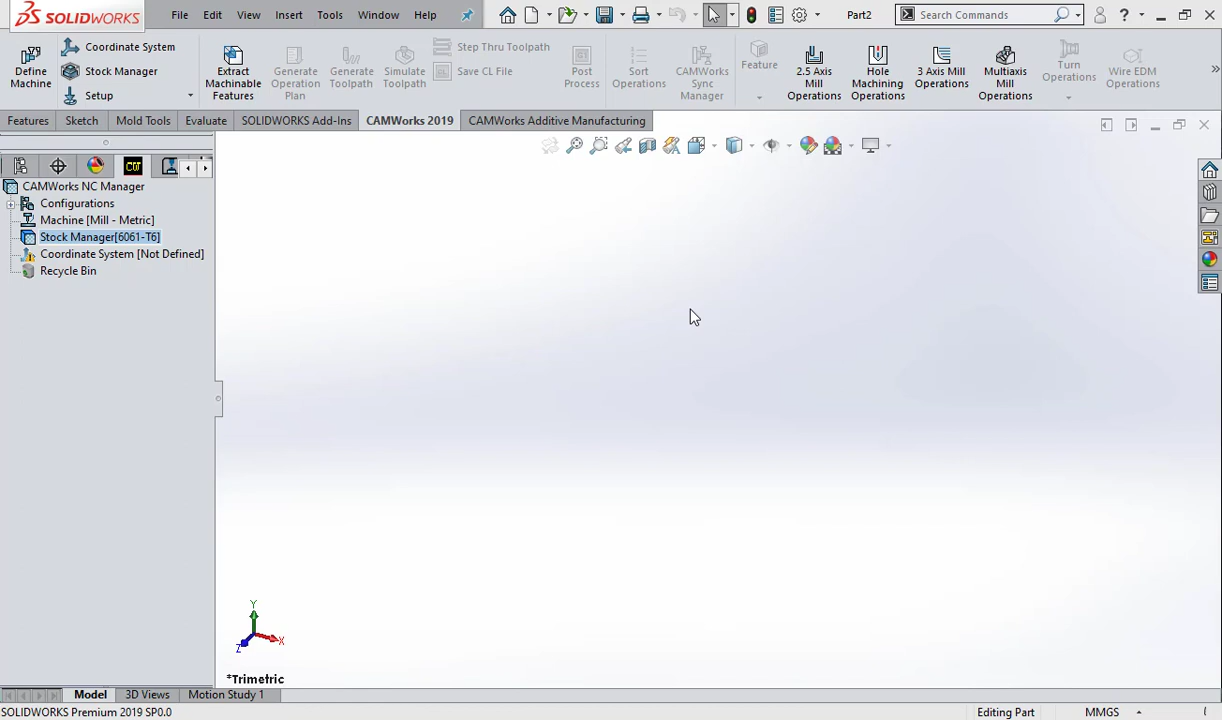 SOLIDWORKS File Edit View Insert Tools Window Help Part2 Search Commands ?
Define Machine
Coordinate System
Stock Manager
Setup
Extract Machinable Features
Generate Operation Plan
Generate Toolpath
Simulate Toolpath
Step Thru Toolpath
Save CL File
Post Process
Sort Operations
CAMWorks Sync Manager
Feature
2.5 Axis Mill Operations
Hole Machining Operations
3 Axis Mill Operations
Multiaxis Mill Operations
Turn Operations
Wire EDM Operations
Features Sketch Mold Tools Evaluate SOLIDWORKS Add-Ins CAMWorks 2019 CAMWorks Additive Manufacturing
CW
CAMWorks NC Manager
Configurations
Machine [Mill - Metric]
Stock Manager[6061-T6]
Coordinate System [Not Defined]
Recycle Bin
Y
X
Z
*Trimetric
Model 3D Views Motion Study 1
SOLIDWORKS Premium 2019 SP0.0 Editing Part MMGS